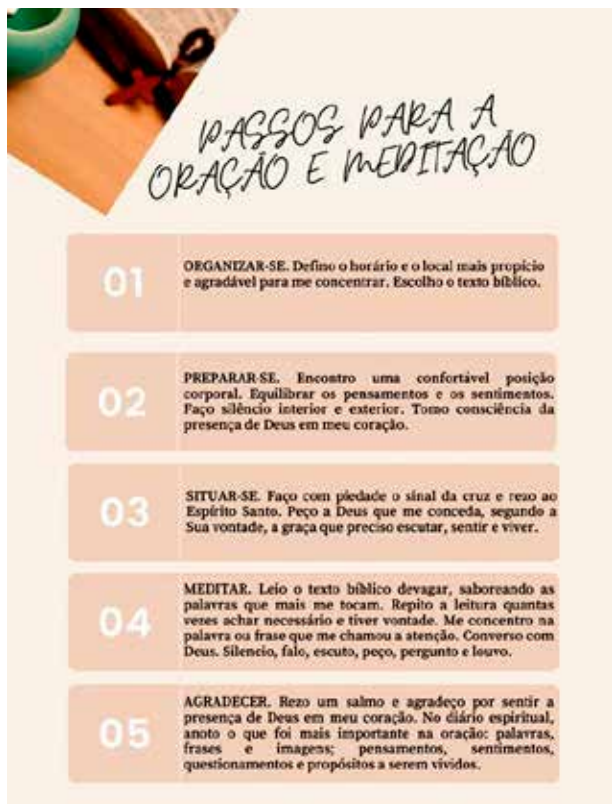 PASSOS PARA A
ORAÇÃO E MEDITAÇÃO
01
ORGANIZAR-SE. Defino o horário e o local mais propício
e agradável para me concentrar. Escolho o texto bíblico.
02
PREPARAR-SE. Encontro uma confortável posição
corporal. Equilibrar os pensamentos e os sentimentos.
Faço silêncio interior e exterior. Tomo consciência da
presença de Deus em meu coração.
03
SITUAR-SE. Faço com piedade o sinal da cruz e rezo ao
Espírito Santo. Peço a Deus que me conceda, segundo a
Sua vontade, a graça que preciso escutar, sentir e viver.
04
MEDITAR. Leio o texto bíblico devagar, saboreando as
palavras que mais me tocam. Repito a leitura quantas
vezes achar necessário e tiver vontade. Me concentro na
palavra ou frase que me chamou a atenção. Converso com
Deus. Silencio, falo, escuto, peço, pergunto e louvo.
05
AGRADECER. Rezo um salmo e agradeço por sentir a
presença de Deus em meu coração. No diário espiritual,
anoto o que foi mais importante na oração: palavras,
frases e imagens; pensamentos, sentimentos,
questionamentos e propósitos a serem vividos.